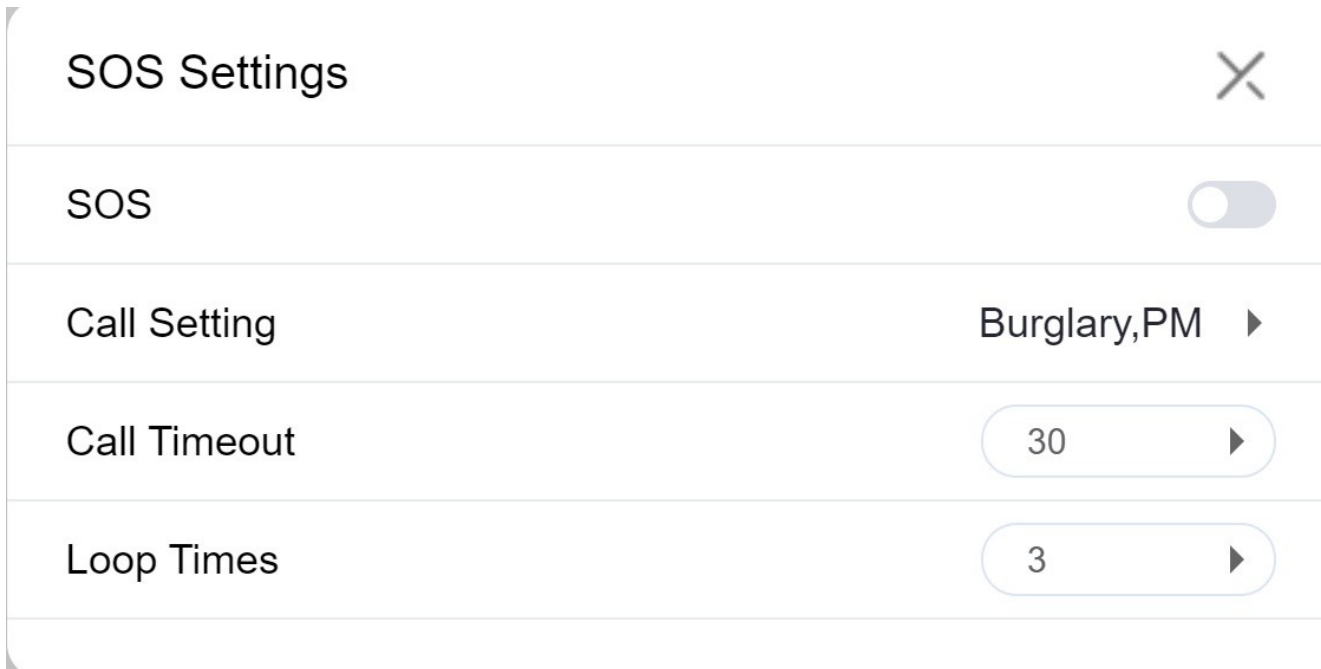 SOS Settings
SOS
Call Setting Burglary,PM
Call Timeout 30
Loop Times 3